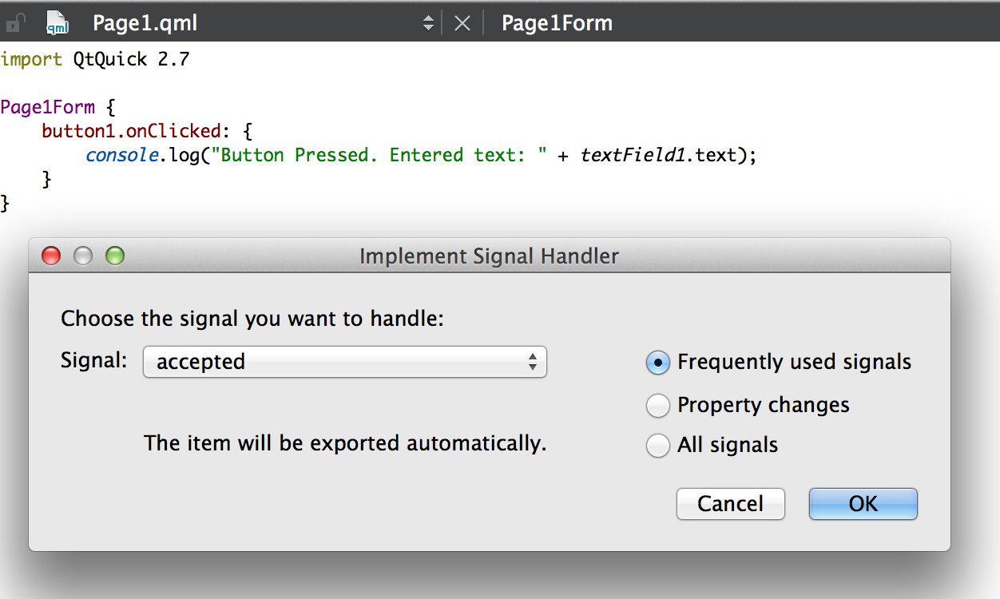 qml Page1.qml Page1Form
import QtQuick 2.7
Page1Form {
    button1.onClicked: {
        console.log("Button Pressed. Entered text: " + textField1.text);
    }
}
Implement Signal Handler
Choose the signal you want to handle:
Signal: accepted
Frequently used signals
Property changes
The item will be exported automatically.
All signals
Cancel OK